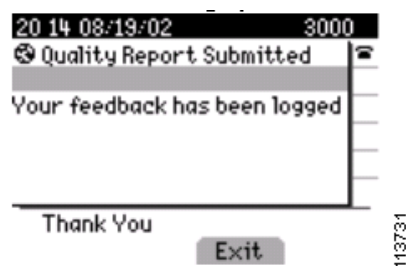 20 14 08/19/02 3000
Quality Report Submitted
Your feedback has been logged
Thank You
Exit
113731